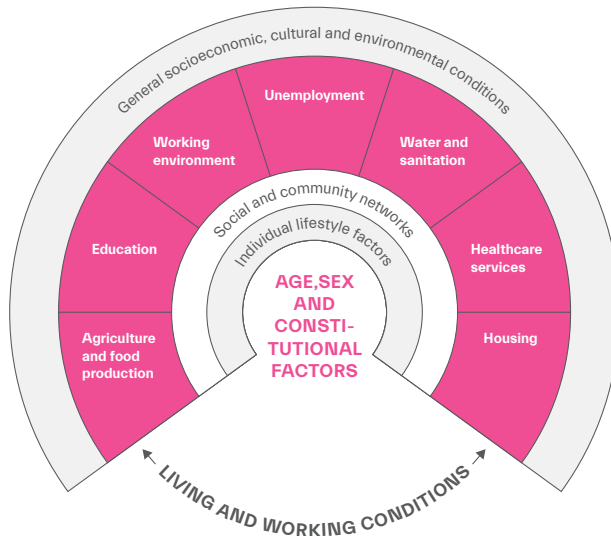 General socioeconomic, cultural and environmental conditions
Unemployment
Working
environment
Water and
sanitation
Education
Healthcare
services
Agriculture
and food
production
Housing
Social and community networks
Individual lifestyle factors
AGE,SEX
AND
CONSTI-
TUTIONAL
FACTORS
LIVING AND WORKING CONDITIONS